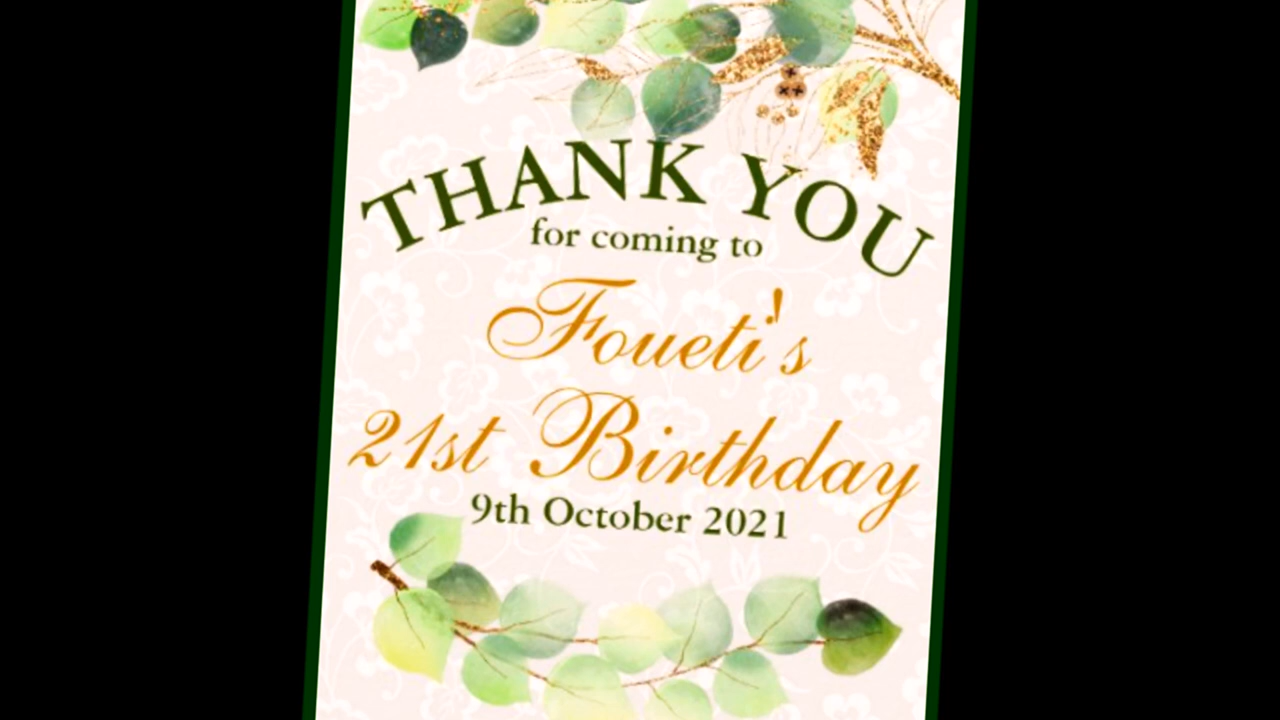 THANK YOU
for coming to
Foueti's
21st Birthday
9th October 2021